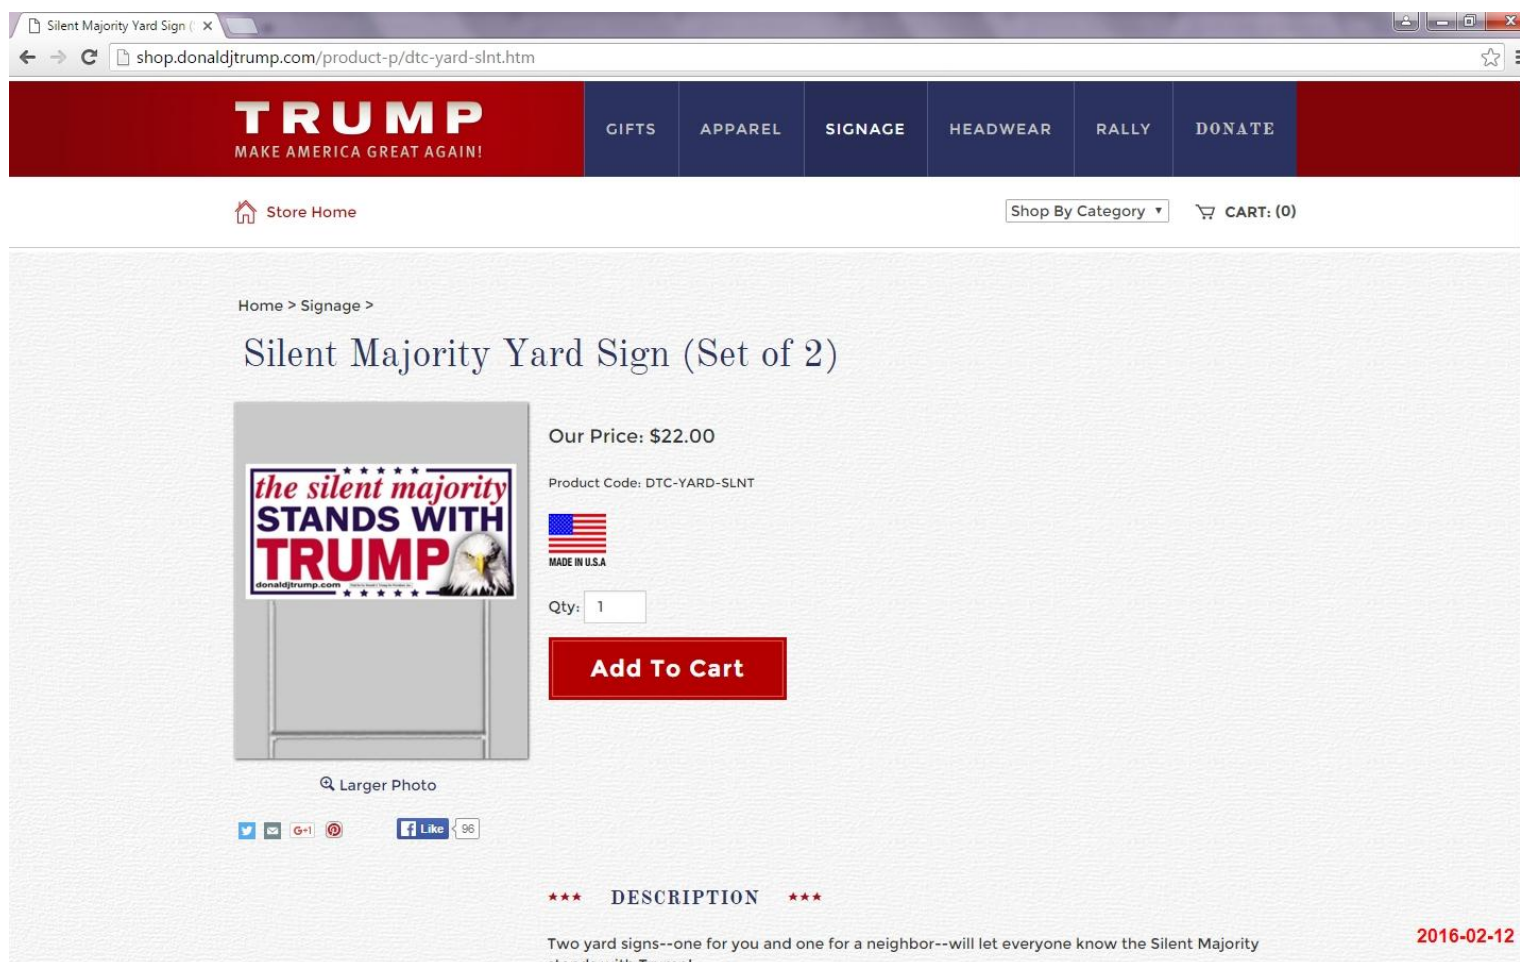 Silent Majority Yard Sign (
shop.donaldjtrump.com/product-p/dtc-yard-slnt.htm
TRUMP
MAKE AMERICA GREAT AGAIN!
GIFTS
APPAREL
SIGNAGE
HEADWEAR
RALLY
DONATE
Store Home
Shop By Category
CART: (0)
Home > Signage >
Silent Majority Yard Sign (Set of 2)
the silent majority
STANDS WITH
TRUMP
donaldjtrump.com
Our Price: $22.00
Product Code: DTC-YARD-SLNT
MADE IN U.S.A
Qty: 1
Add To Cart
Larger Photo
G+1
Like 96
*** DESCRIPTION ***
Two yard signs--one for you and one for a neighbor--will let everyone know the Silent Majority
2016-02-12